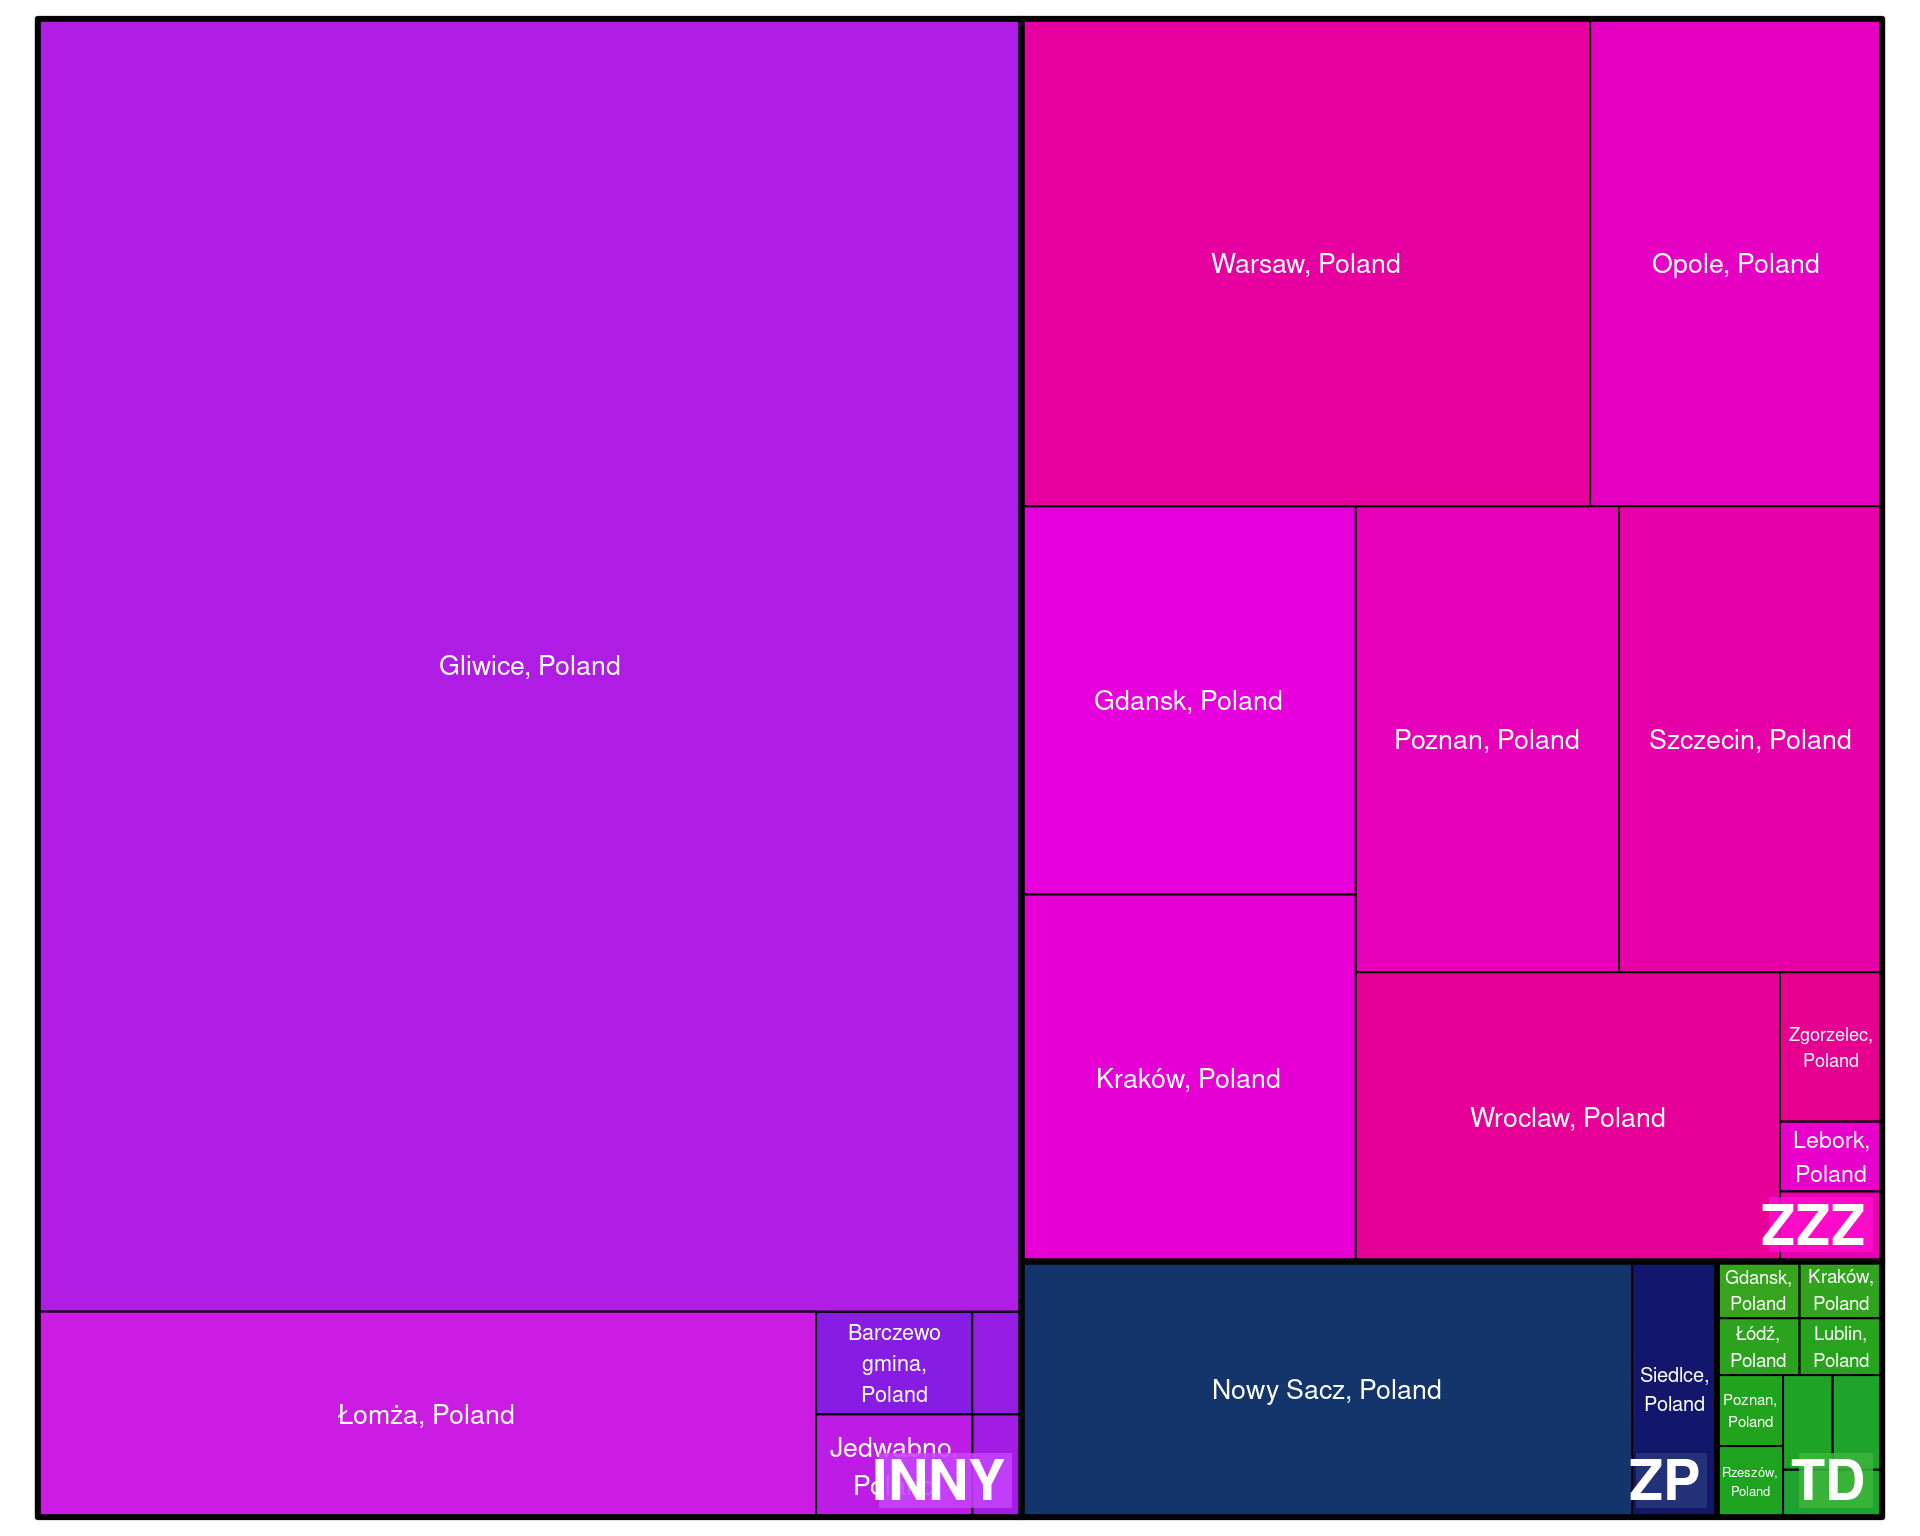 Gliwice, Poland
Łomża, Poland
Barczewo
gmina,
Poland
Jedwabno,
INNY
Warsaw, Poland
Opole, Poland
Gdansk, Poland
Poznan, Poland
Szczecin, Poland
Kraków, Poland
Wroclaw, Poland
Zgorzelec,
Poland
Lebork,
Poland
ZZZ
Nowy Sacz, Poland
Siedlce,
Poland
ZP
Gdansk,
Poland
Kraków,
Poland
Łódź,
Poland
Lublin,
Poland
Poznan,
Poland
Rzeszów,
Poland
TD